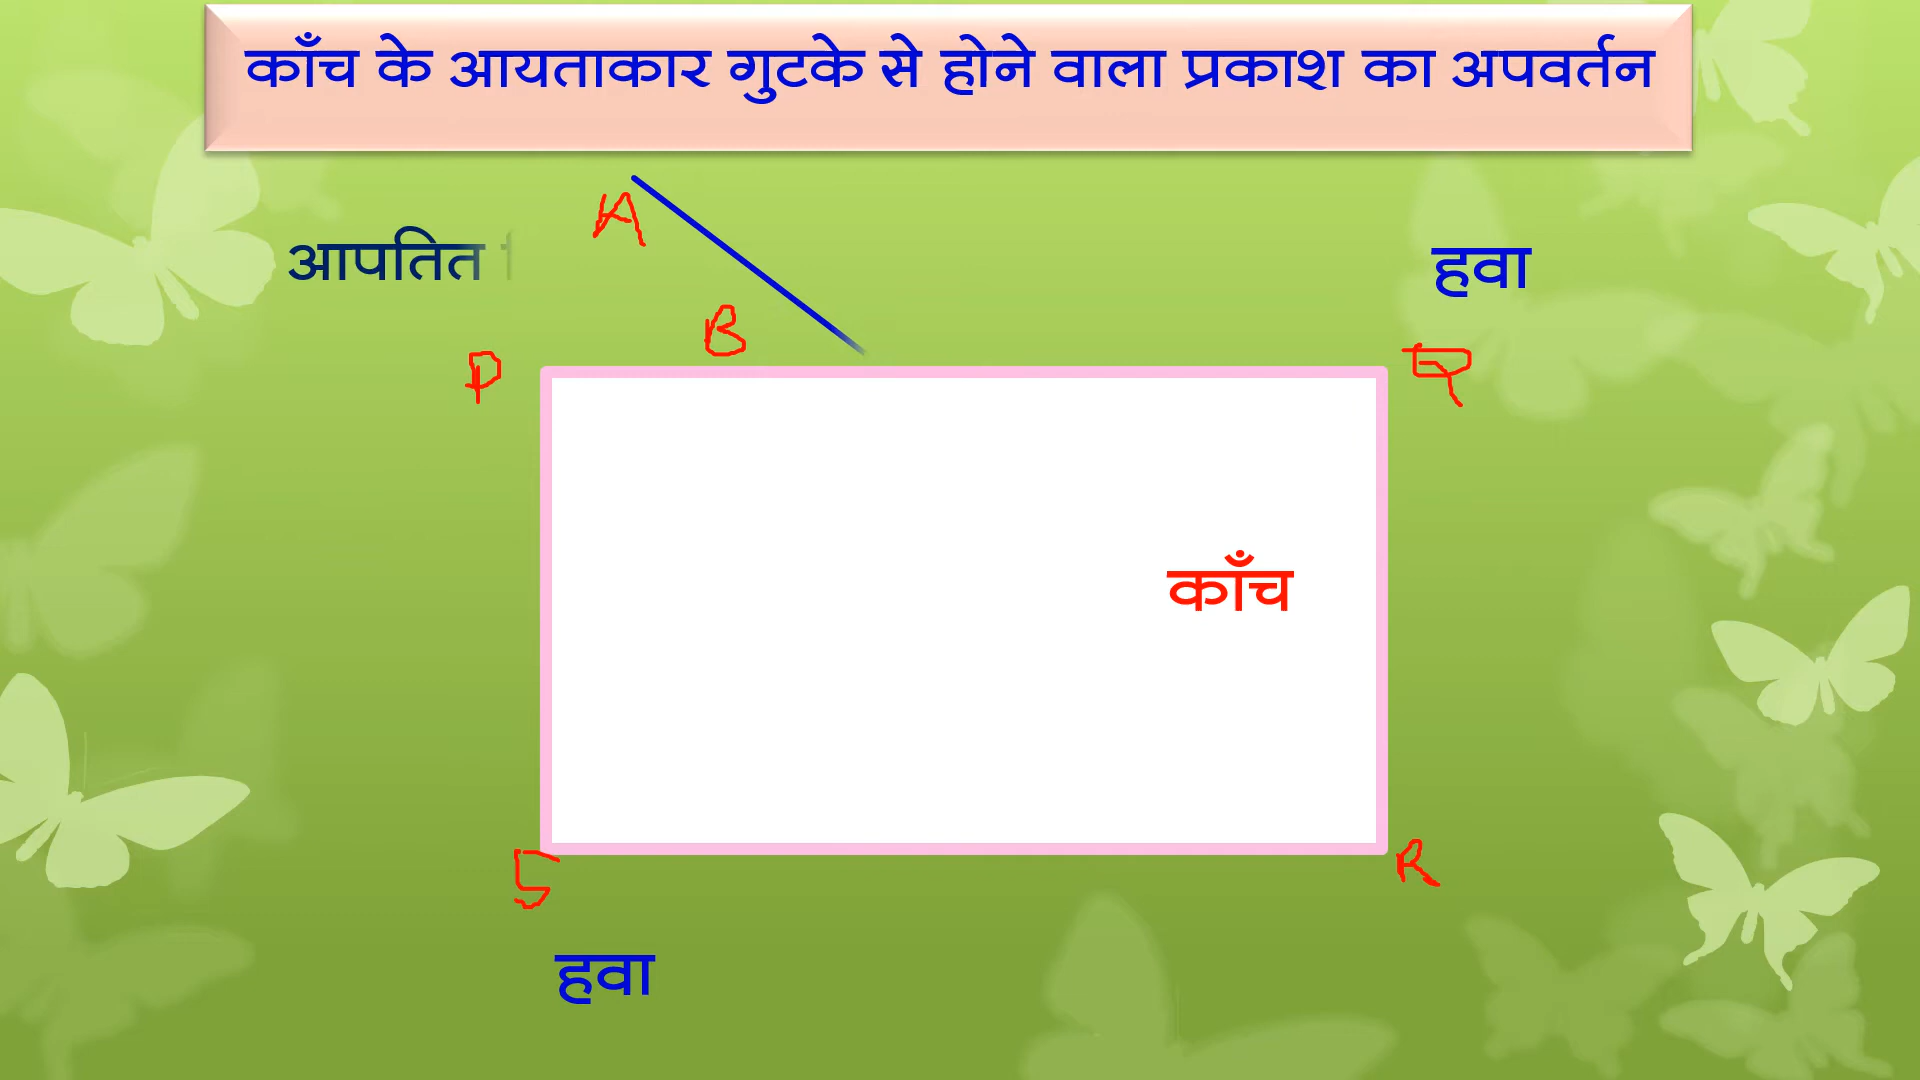 काँच के आयताकार गुटके से होने वाला प्रकाश का अपवर्तन
A
आपतित
हवा
B
P
काँच
S
R
हवा